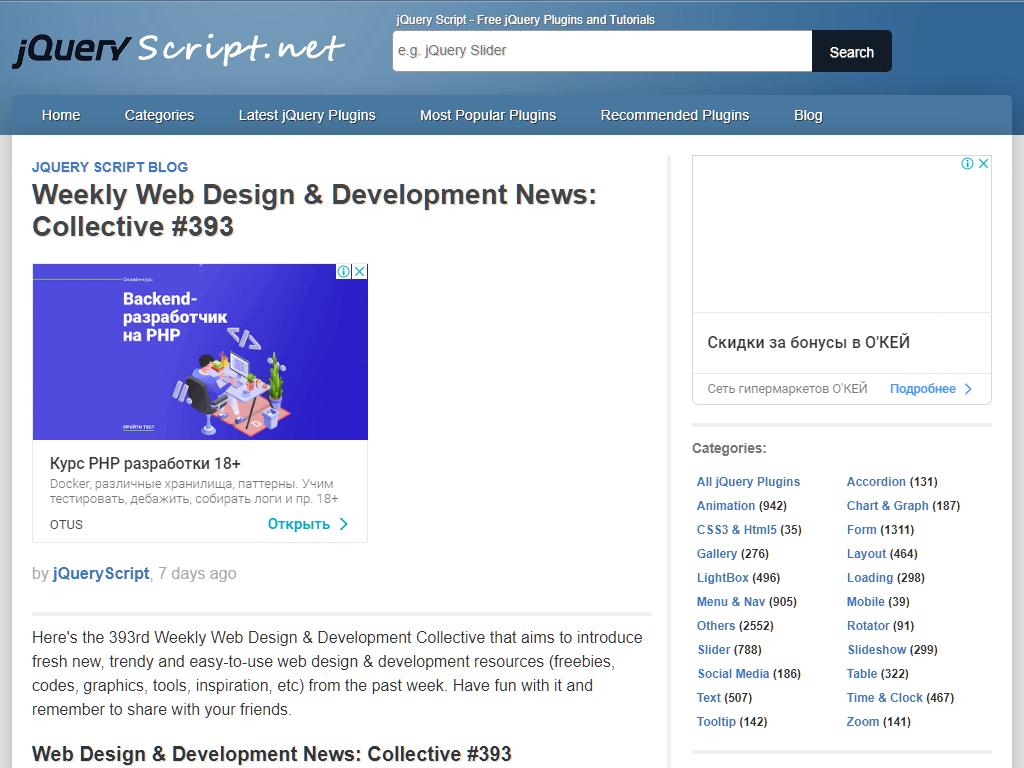 jQuery Script.net
jQuery Script - Free jQuery Plugins and Tutorials
e.g. jQuery Slider
Search
Home
Categories
Latest jQuery Plugins
Most Popular Plugins
Recommended Plugins
Blog
JQUERY SCRIPT BLOG
Weekly Web Design & Development News:
Collective #393
Онлайн-курс
Backend-
разработчик
на PHP
ПРОЙТИ ТЕСТ
Курс PHP разработки 18+
Docker, различные хранилища, паттерны. Учим
тестировать, дебажить, собирать логи и пр. 18+
OTUS
Открыть
by jQueryScript, 7 days ago
Here's the 393rd Weekly Web Design & Development Collective that aims to introduce
fresh new, trendy and easy-to-use web design & development resources (freebies,
codes, graphics, tools, inspiration, etc) from the past week. Have fun with it and
remember to share with your friends.
Web Design & Development News: Collective #393
Скидки за бонусы в О'КЕЙ
Сеть гипермаркетов О'КЕЙ
Подробнее
Categories:
All jQuery Plugins
Accordion (131)
Animation (942)
Chart & Graph (187)
CSS3 & Html5 (35)
Form (1311)
Gallery (276)
Layout (464)
LightBox (496)
Loading (298)
Menu & Nav (905)
Mobile (39)
Others (2552)
Rotator (91)
Slider (788)
Slideshow (299)
Social Media (186)
Table (322)
Text (507)
Time & Clock (467)
Tooltip (142)
Zoom (141)